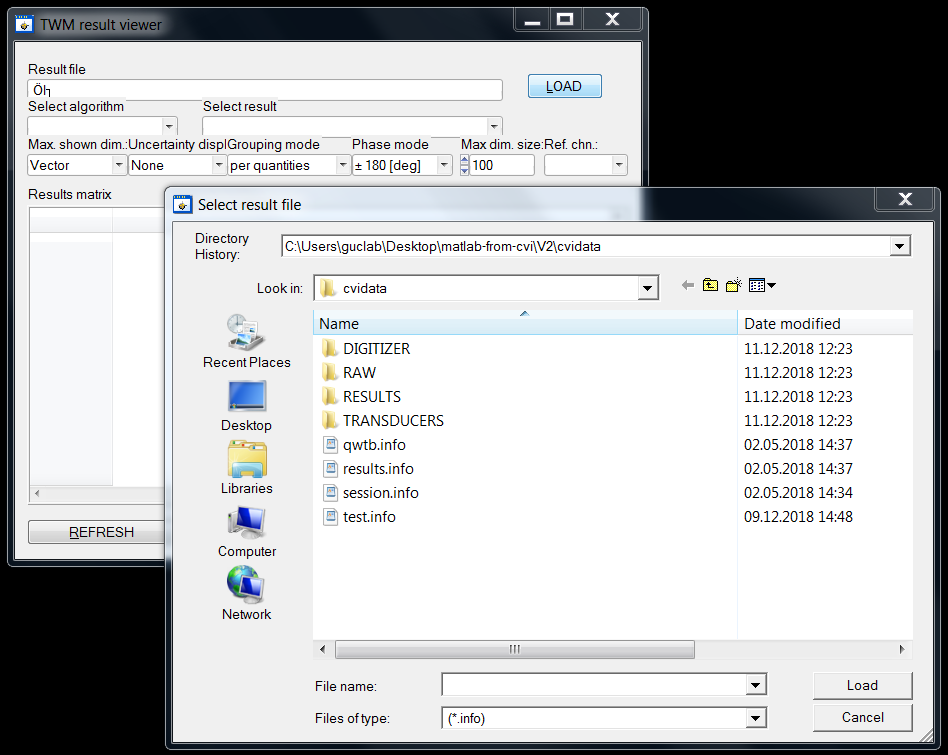 TWM result viewer
Result file
Select algorithm
Select result
Max. shown dim.:
Uncertainty displ
Grouping mode
Phase mode
Max dim. size:
Ref. chn.:
Vector
None
per quantities
± 180 [deg]
100
LOAD
Results matrix
REFRESH
Select result file
Directory
History:
C:\Users\guclab\Desktop\matlab-from-cvi\V2\cvidata
Look in:
cvidata
Recent Places
Desktop
Libraries
Computer
Network
Name Date modified
DIGITIZER 11.12.2018 12:23
RAW 11.12.2018 12:23
RESULTS 11.12.2018 12:23
TRANSDUCERS 11.12.2018 12:23
qwtb.info 02.05.2018 14:37
results.info 02.05.2018 14:37
session.info 02.05.2018 14:34
test.info 09.12.2018 14:48
File name:
Load
Files of type:
(*.info)
Cancel